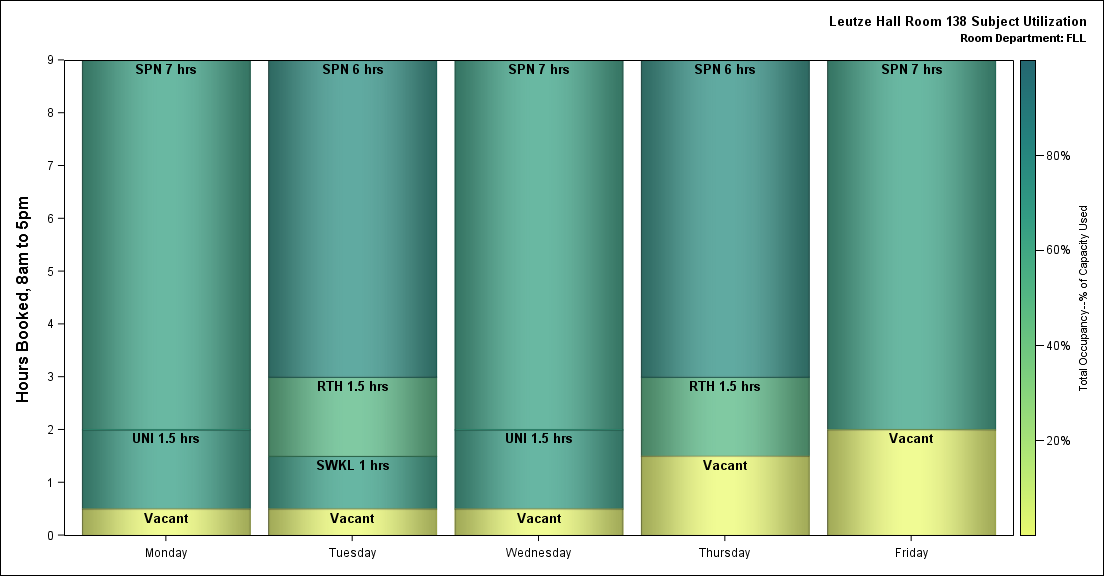 Leutze Hall Room 138 Subject Utilization
Room Department: FLL
Hours Booked, 8am to 5pm
9
8
7
6
5
4
3
2
1
0
SPN 7 hrs
UNI 1.5 hrs
Vacant
SPN 6 hrs
RTH 1.5 hrs
SWKL 1 hrs
Vacant
SPN 7 hrs
UNI 1.5 hrs
Vacant
SPN 6 hrs
RTH 1.5 hrs
Vacant
SPN 7 hrs
Vacant
Monday
Tuesday
Wednesday
Thursday
Friday
80%
60%
40%
20%
Total Occupancy--% of Capacity Used